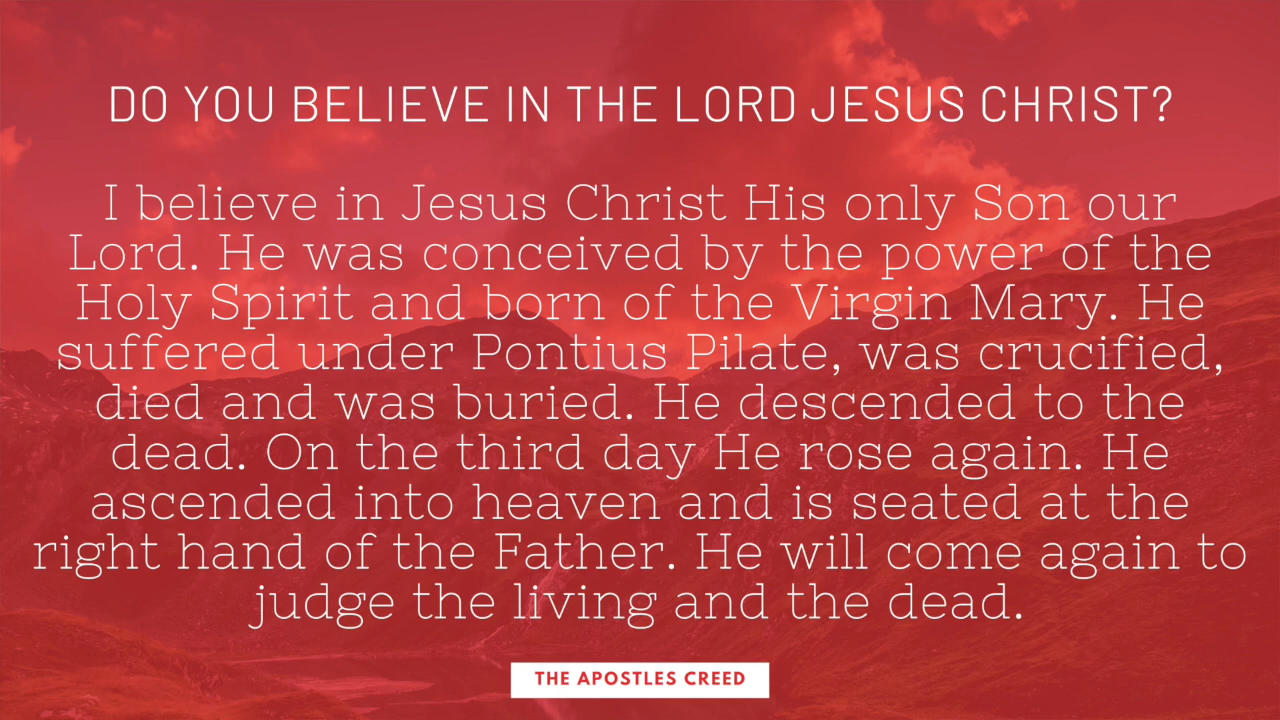 DO YOU BELIEVE IN THE LORD JESUS CHRIST?
I believe in Jesus Christ His only Son our
Lord. He was conceived by the power of the
Holy Spirit and born of the Virgin Mary. He
suffered under Pontius Pilate, was crucified,
died and was buried. He descended to the
dead. On the third day He rose again. He
ascended into heaven and is seated at the
right hand of the Father. He will come again to
judge the living and the dead.
THE APOSTLES CREED